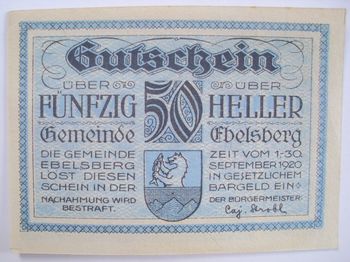 Gutschein
ÜBER ÜBER
FÜNFZIG 50 HELLER
Gemeinde Ebelsberg
DIE GEMEINDE
EBELSBERG
LÖST DIESEN
SCHEIN IN DER
NACHAHMUNG WIRD
BESTRAFT.
ZEIT VOM 1-30.
SEPTEMBER 1920
IN GESETZLICHEM
BARGELD EIN
DER BÜRGERMEISTER: